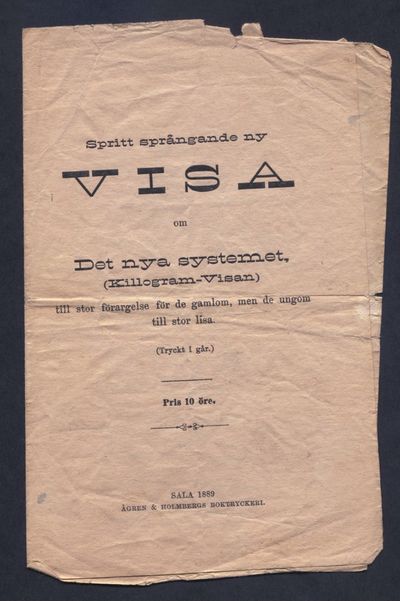 Spritt språngande ny
VISA
om
Det nya systemet,
(Killogram-Visan)
till stor förargelse för de gamlom, men de ungom
till stor lisa.
(Tryckt i går.)
Pris 10 öre.
SALA 1889
ÅGREN & HOLMBERGS BOKTRYCKERI.